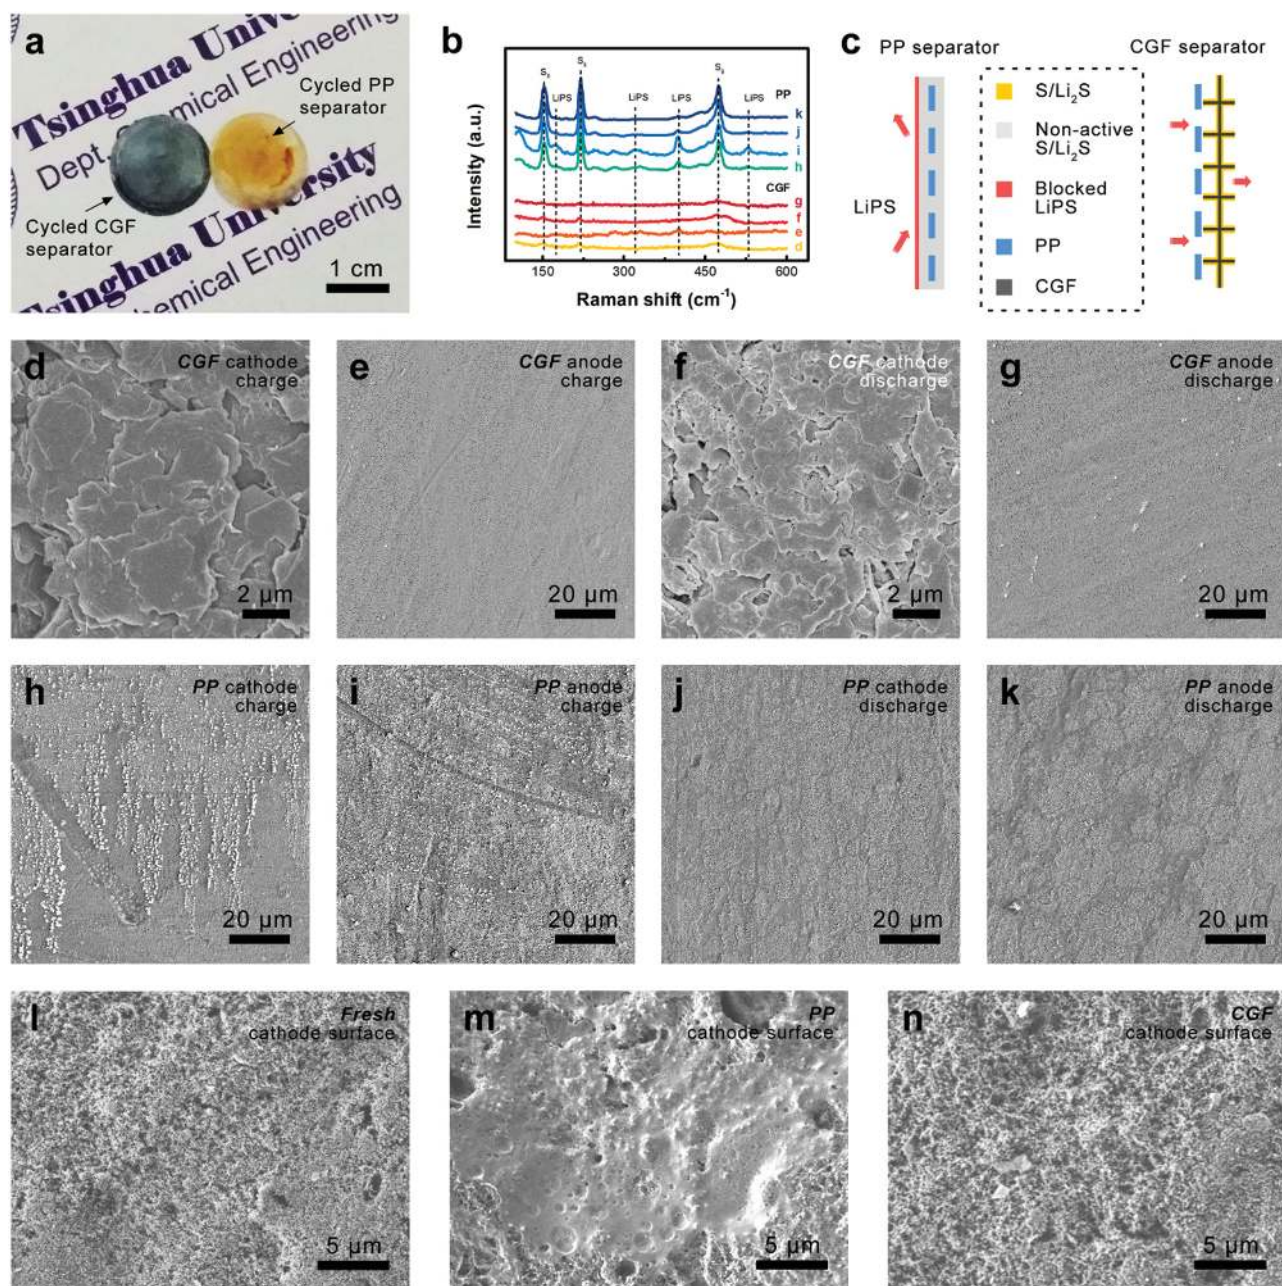 a
Tsinghua Univer
Dept. Chemical Engineering
Tsinghua University
hemical Engineering
Cycled PP
separator
Cycled CGF
separator
1 cm
b
Intensity (a.u.)
S₈
LiPS
S₈
LiPS
LiPS
S₈
LiPS
PP
k
j
i
h
CGF
g
f
e
d
150
300
450
600
Raman shift (cm⁻¹)
c
PP separator
LiPS
S/Li₂S
Non-active
S/Li₂S
Blocked
LiPS
PP
CGF
CGF separator
d
CGF cathode
charge
2 μm
e
CGF anode
charge
20 μm
f
CGF cathode
discharge
2 μm
g
CGF anode
discharge
20 μm
h
PP cathode
charge
20 μm
i
PP anode
charge
20 μm
j
PP cathode
discharge
20 μm
k
PP anode
discharge
20 μm
l
Fresh
cathode surface
5 μm
m
PP
cathode surface
5 μm
n
CGF
cathode surface
5 μm